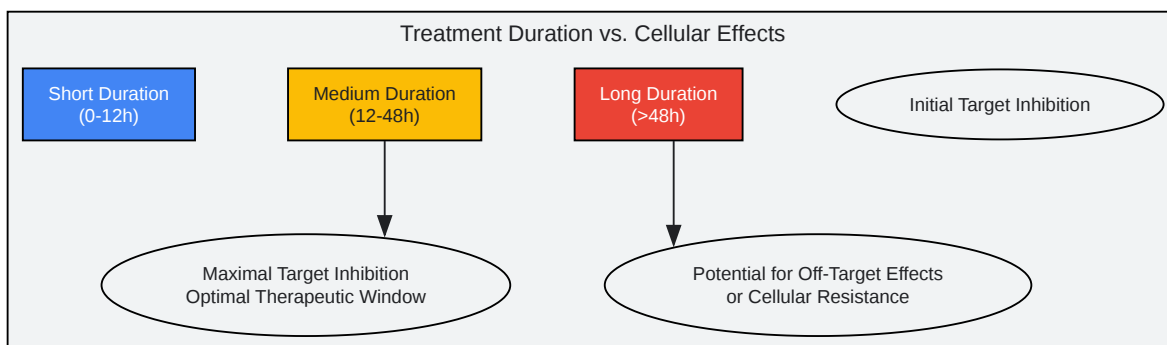 Treatment Duration vs. Cellular Effects
Short Duration
(0-12h)
Medium Duration
(12-48h)
Long Duration
(>48h)
Initial Target Inhibition
Maximal Target Inhibition
Optimal Therapeutic Window
Potential for Off-Target Effects
or Cellular Resistance